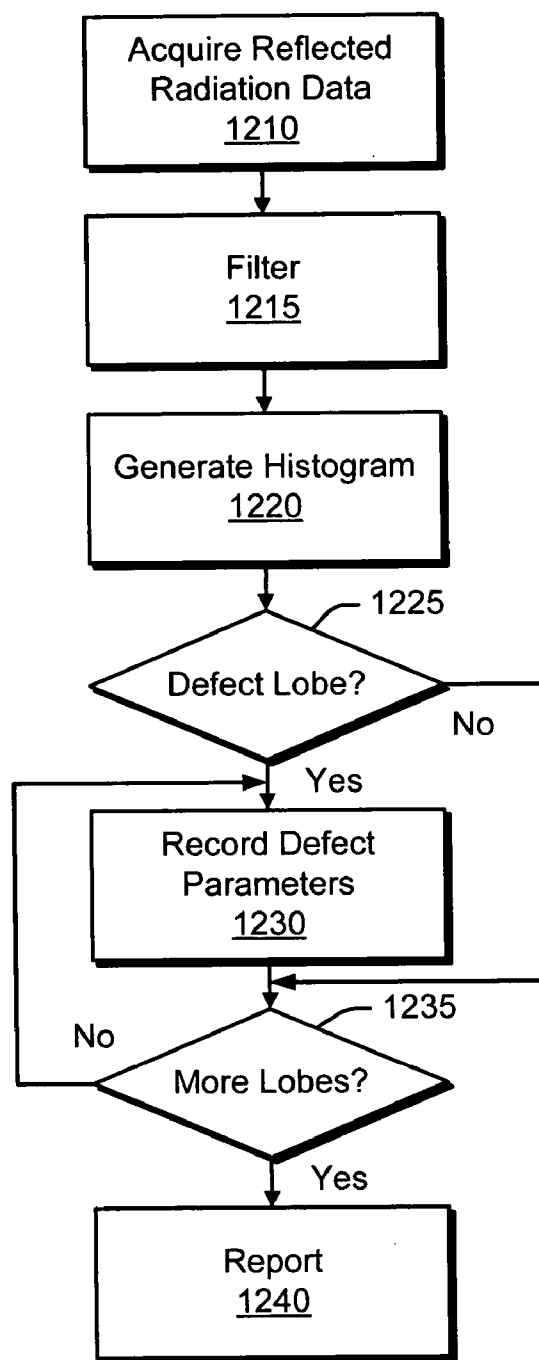 Acquire Reflected
Radiation Data
1210
Filter
1215
Generate Histogram
1220
1225
Defect Lobe?
No
Yes
Record Defect
Parameters
1230
1235
No
More Lobes?
Yes
Report
1240